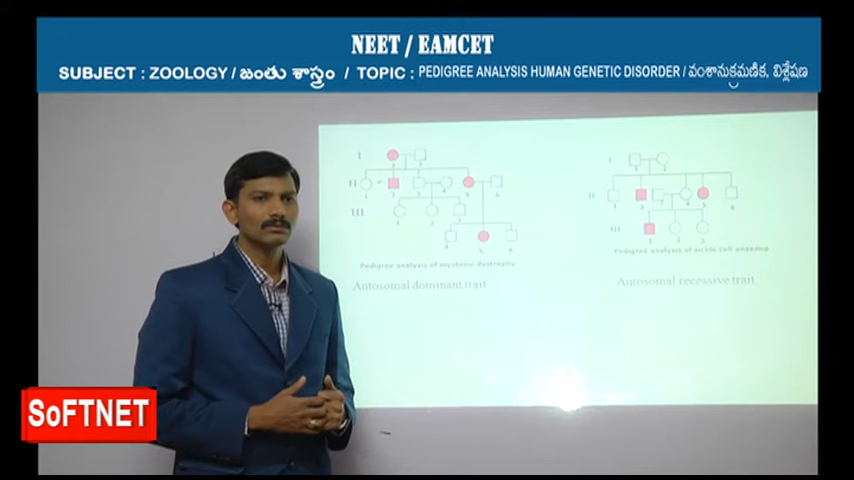 NEET / EAMCET
SUBJECT : ZOOLOGY / జంతు శాస్త్రం / TOPIC : PEDIGREE ANALYSIS HUMAN GENETIC DISORDER / వంశానుక్రమణిక, విశ్లేషణ
I
II
III
Pedigree analysis of myotonic dystrophy
Autosomal dominant trait
I
II
III
Pedigree analysis of sickle cell anaemia
Autosomal recessive trait
SoFTNET